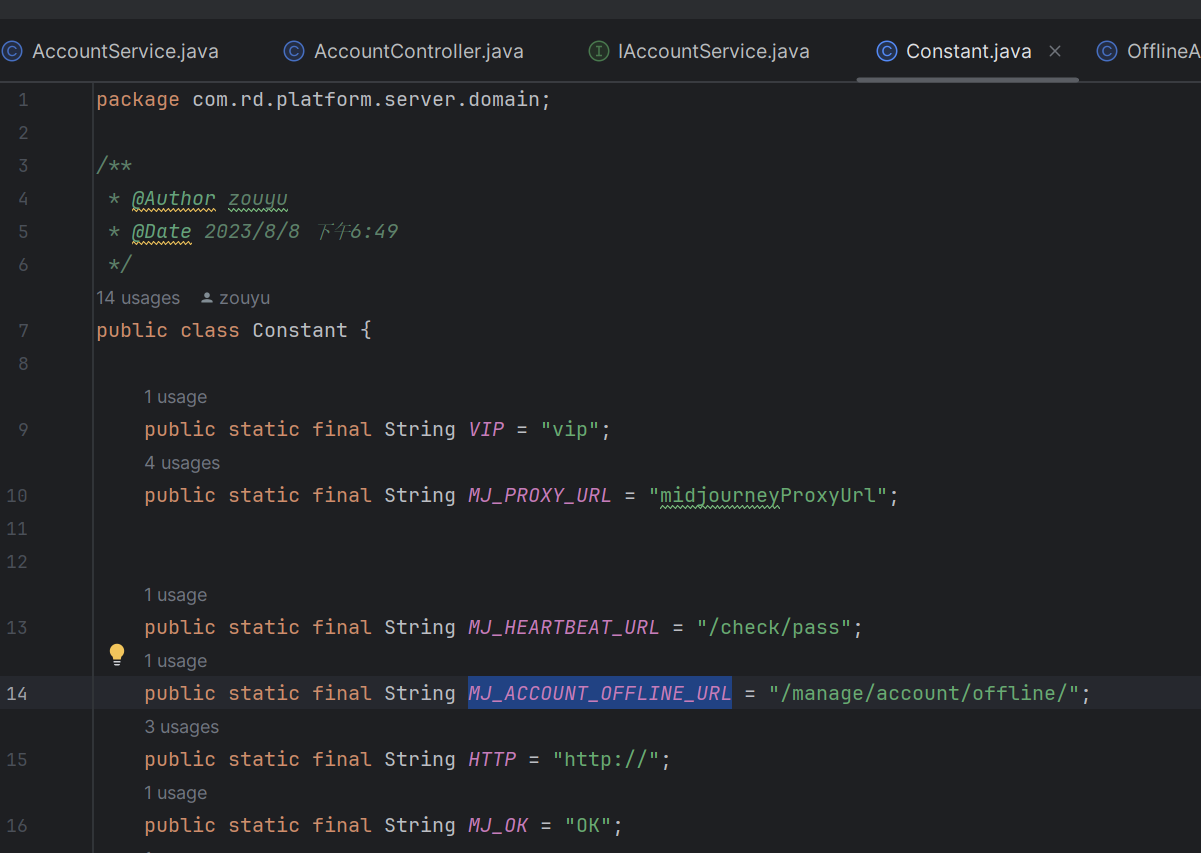 AccountService.java AccountController.java IAccountService.java Constant.java OfflineA
1 package com.rd.platform.server.domain;
2
3 /**
4 * @Author zouyu
5 * @Date 2023/8/8 下午6:49
6 */
14 usages zouyu
7 public class Constant {
8
1 usage
9 public static final String VIP = "vip";
4 usages
10 public static final String MJ_PROXY_URL = "midjourneyProxyUrl";
11
12
1 usage
13 public static final String MJ_HEARTBEAT_URL = "/check/pass";
1 usage
14 public static final String MJ_ACCOUNT_OFFLINE_URL = "/manage/account/offline/";
3 usages
15 public static final String HTTP = "http://";
1 usage
16 public static final String MJ_OK = "OK";